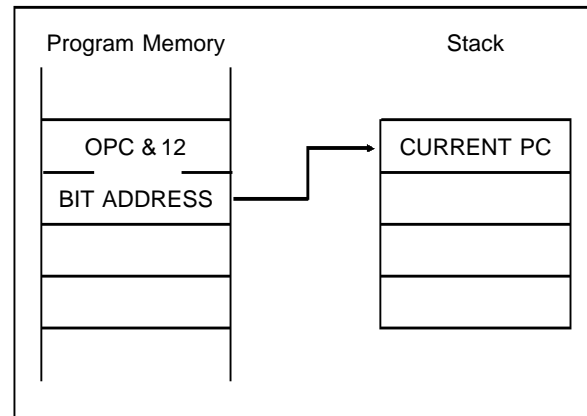 Program Memory
Stack
OPC & 12
CURRENT PC
BIT ADDRESS